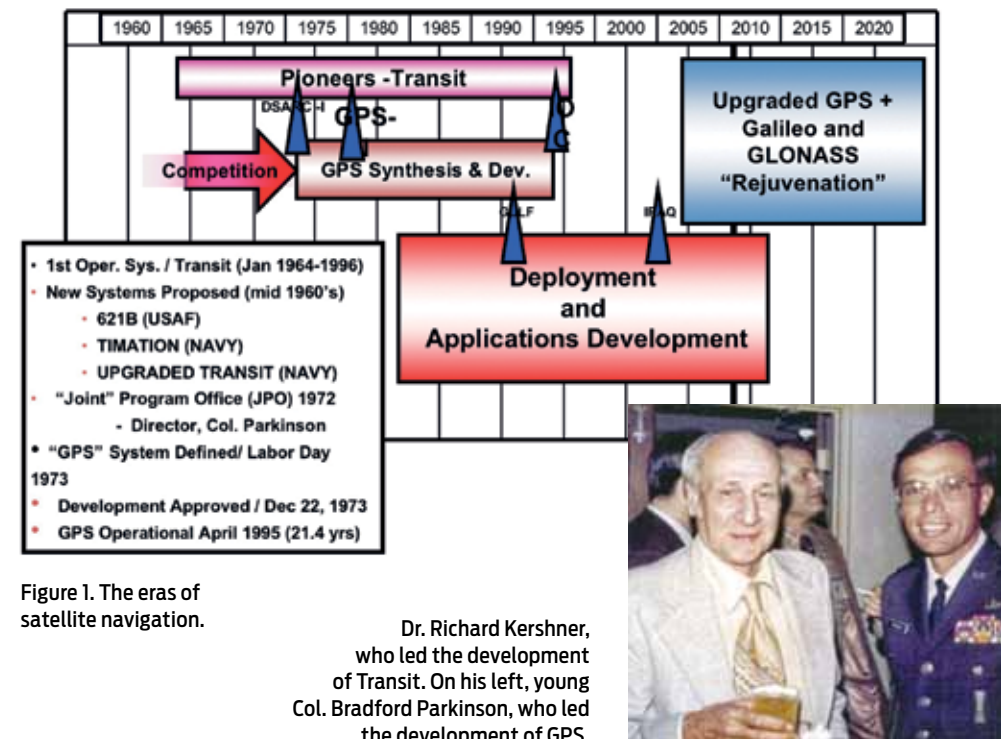 1960 1965 1970 1975 1980 1985 1990 1995 2000 2005 2010 2015 2020
Pioneers -Transit
DSARC I-I
GPS-
Competition
GPS Synthesis & Dev.
Upgraded GPS +
Galileo and
GLONASS
“Rejuvenation”
Deployment
and
Applications Development
· 1st Oper. Sys. / Transit (Jan 1964-1996)
· New Systems Proposed (mid 1960's)
· 621B (USAF)
· TIMATION (NAVY)
· UPGRADED TRANSIT (NAVY)
· “Joint” Program Office (JPO) 1972
- Director, Col. Parkinson
• “GPS” System Defined/ Labor Day
1973
* Development Approved / Dec 22, 1973
* GPS Operational April 1995 (21.4 yrs)
Figure 1. The eras of
satellite navigation.
Dr. Richard Kershner,
who led the development
of Transit. On his left, young
Col. Bradford Parkinson, who led
the development of GPS.